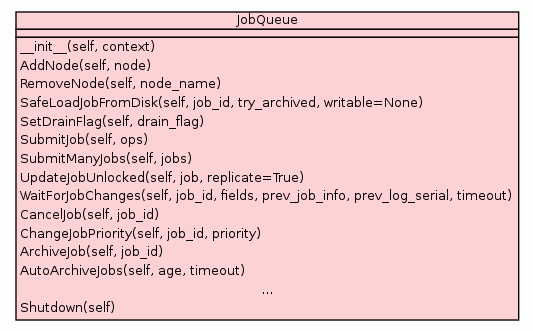 JobQueue
__init__(self, context)
AddNode(self, node)
RemoveNode(self, node_name)
SafeLoadJobFromDisk(self, job_id, try_archived, writable=None)
SetDrainFlag(self, drain_flag)
SubmitJob(self, ops)
SubmitManyJobs(self, jobs)
UpdateJobUnlocked(self, job, replicate=True)
WaitForJobChanges(self, job_id, fields, prev_job_info, prev_log_serial, timeout)
CancelJob(self, job_id)
ChangeJobPriority(self, job_id, priority)
ArchiveJob(self, job_id)
AutoArchiveJobs(self, age, timeout)
...
Shutdown(self)